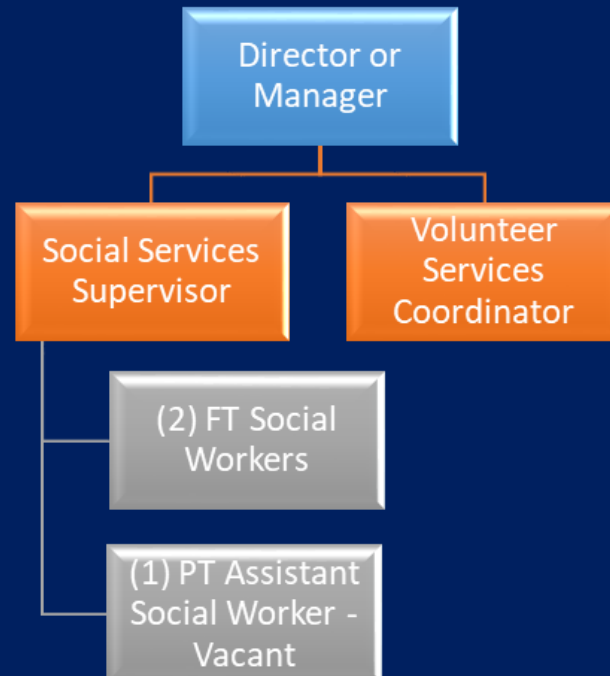 Director or
Manager
Social Services
Supervisor
Volunteer
Services
Coordinator
(2) FT Social
Workers
(1) PT Assistant
Social Worker -
Vacant